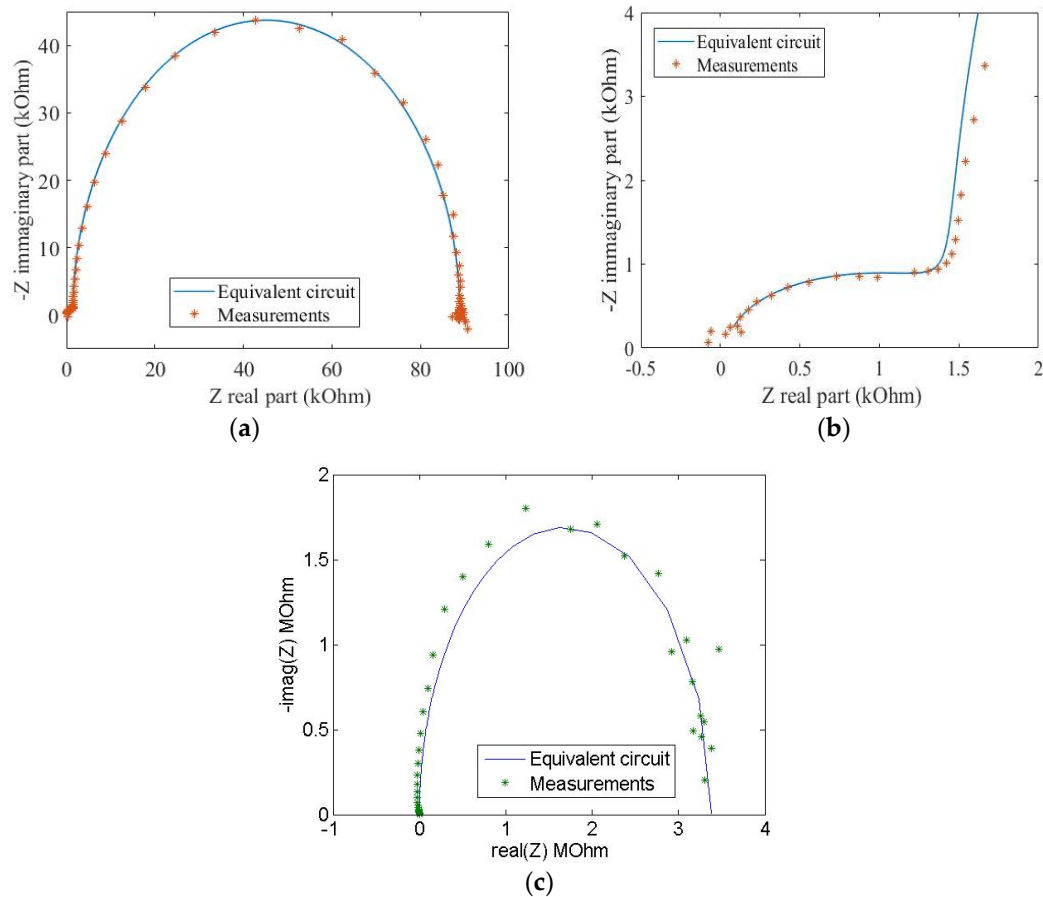 40
30
20
10
0
-Z immaginary part (kOhm)
Equivalent circuit
Measurements
0 20 40 60 80 100
Z real part (kOhm)
(a)
4
3
2
1
0
-Z immaginary part (kOhm)
Equivalent circuit
Measurements
-0.5 0 0.5 1 1.5 2
Z real part (kOhm)
(b)
2
1.5
1
0.5
0
-imag(Z) MOhm
Equivalent circuit
Measurements
-1 0 1 2 3 4
real(Z) MOhm
(c)